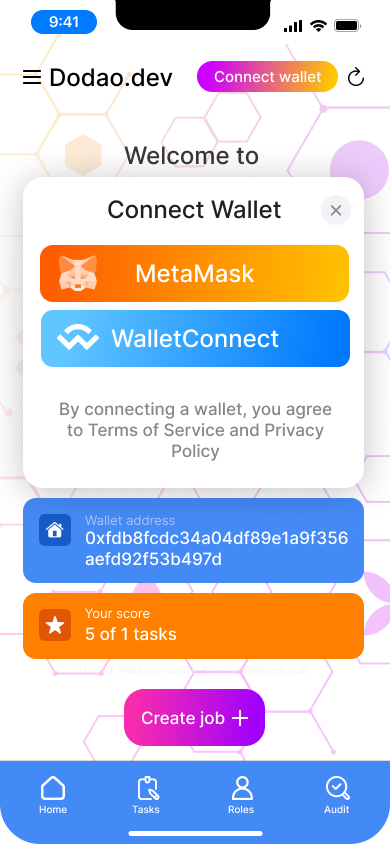 9:41
Dodao.dev
Connect wallet
Welcome to
Connect Wallet
MetaMask
WalletConnect
By connecting a wallet, you agree
to Terms of Service and Privacy
Policy
Wallet address
0xfdb8fcdc34a04df89e1a9f356
aefd92f53b497d
Your score
5 of 1 tasks
Create job
Home
Tasks
Roles
Audit